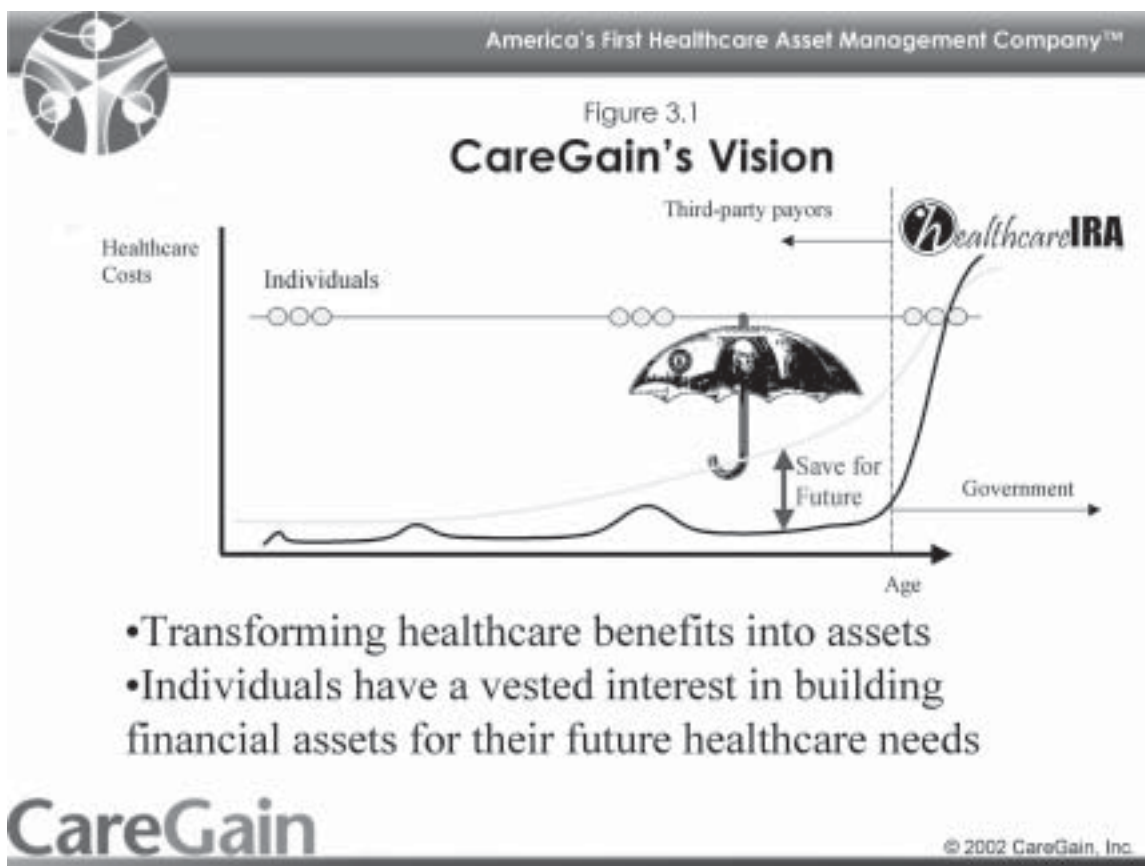 America's First Healthcare Asset Management Company™
Figure 3.1
CareGain's Vision
Third-party payors
healthcareIRA
Healthcare
Costs
Individuals
Save for
Future
Government
Age
•Transforming healthcare benefits into assets
•Individuals have a vested interest in building
financial assets for their future healthcare needs
CareGain
© 2002 CareGain, Inc.